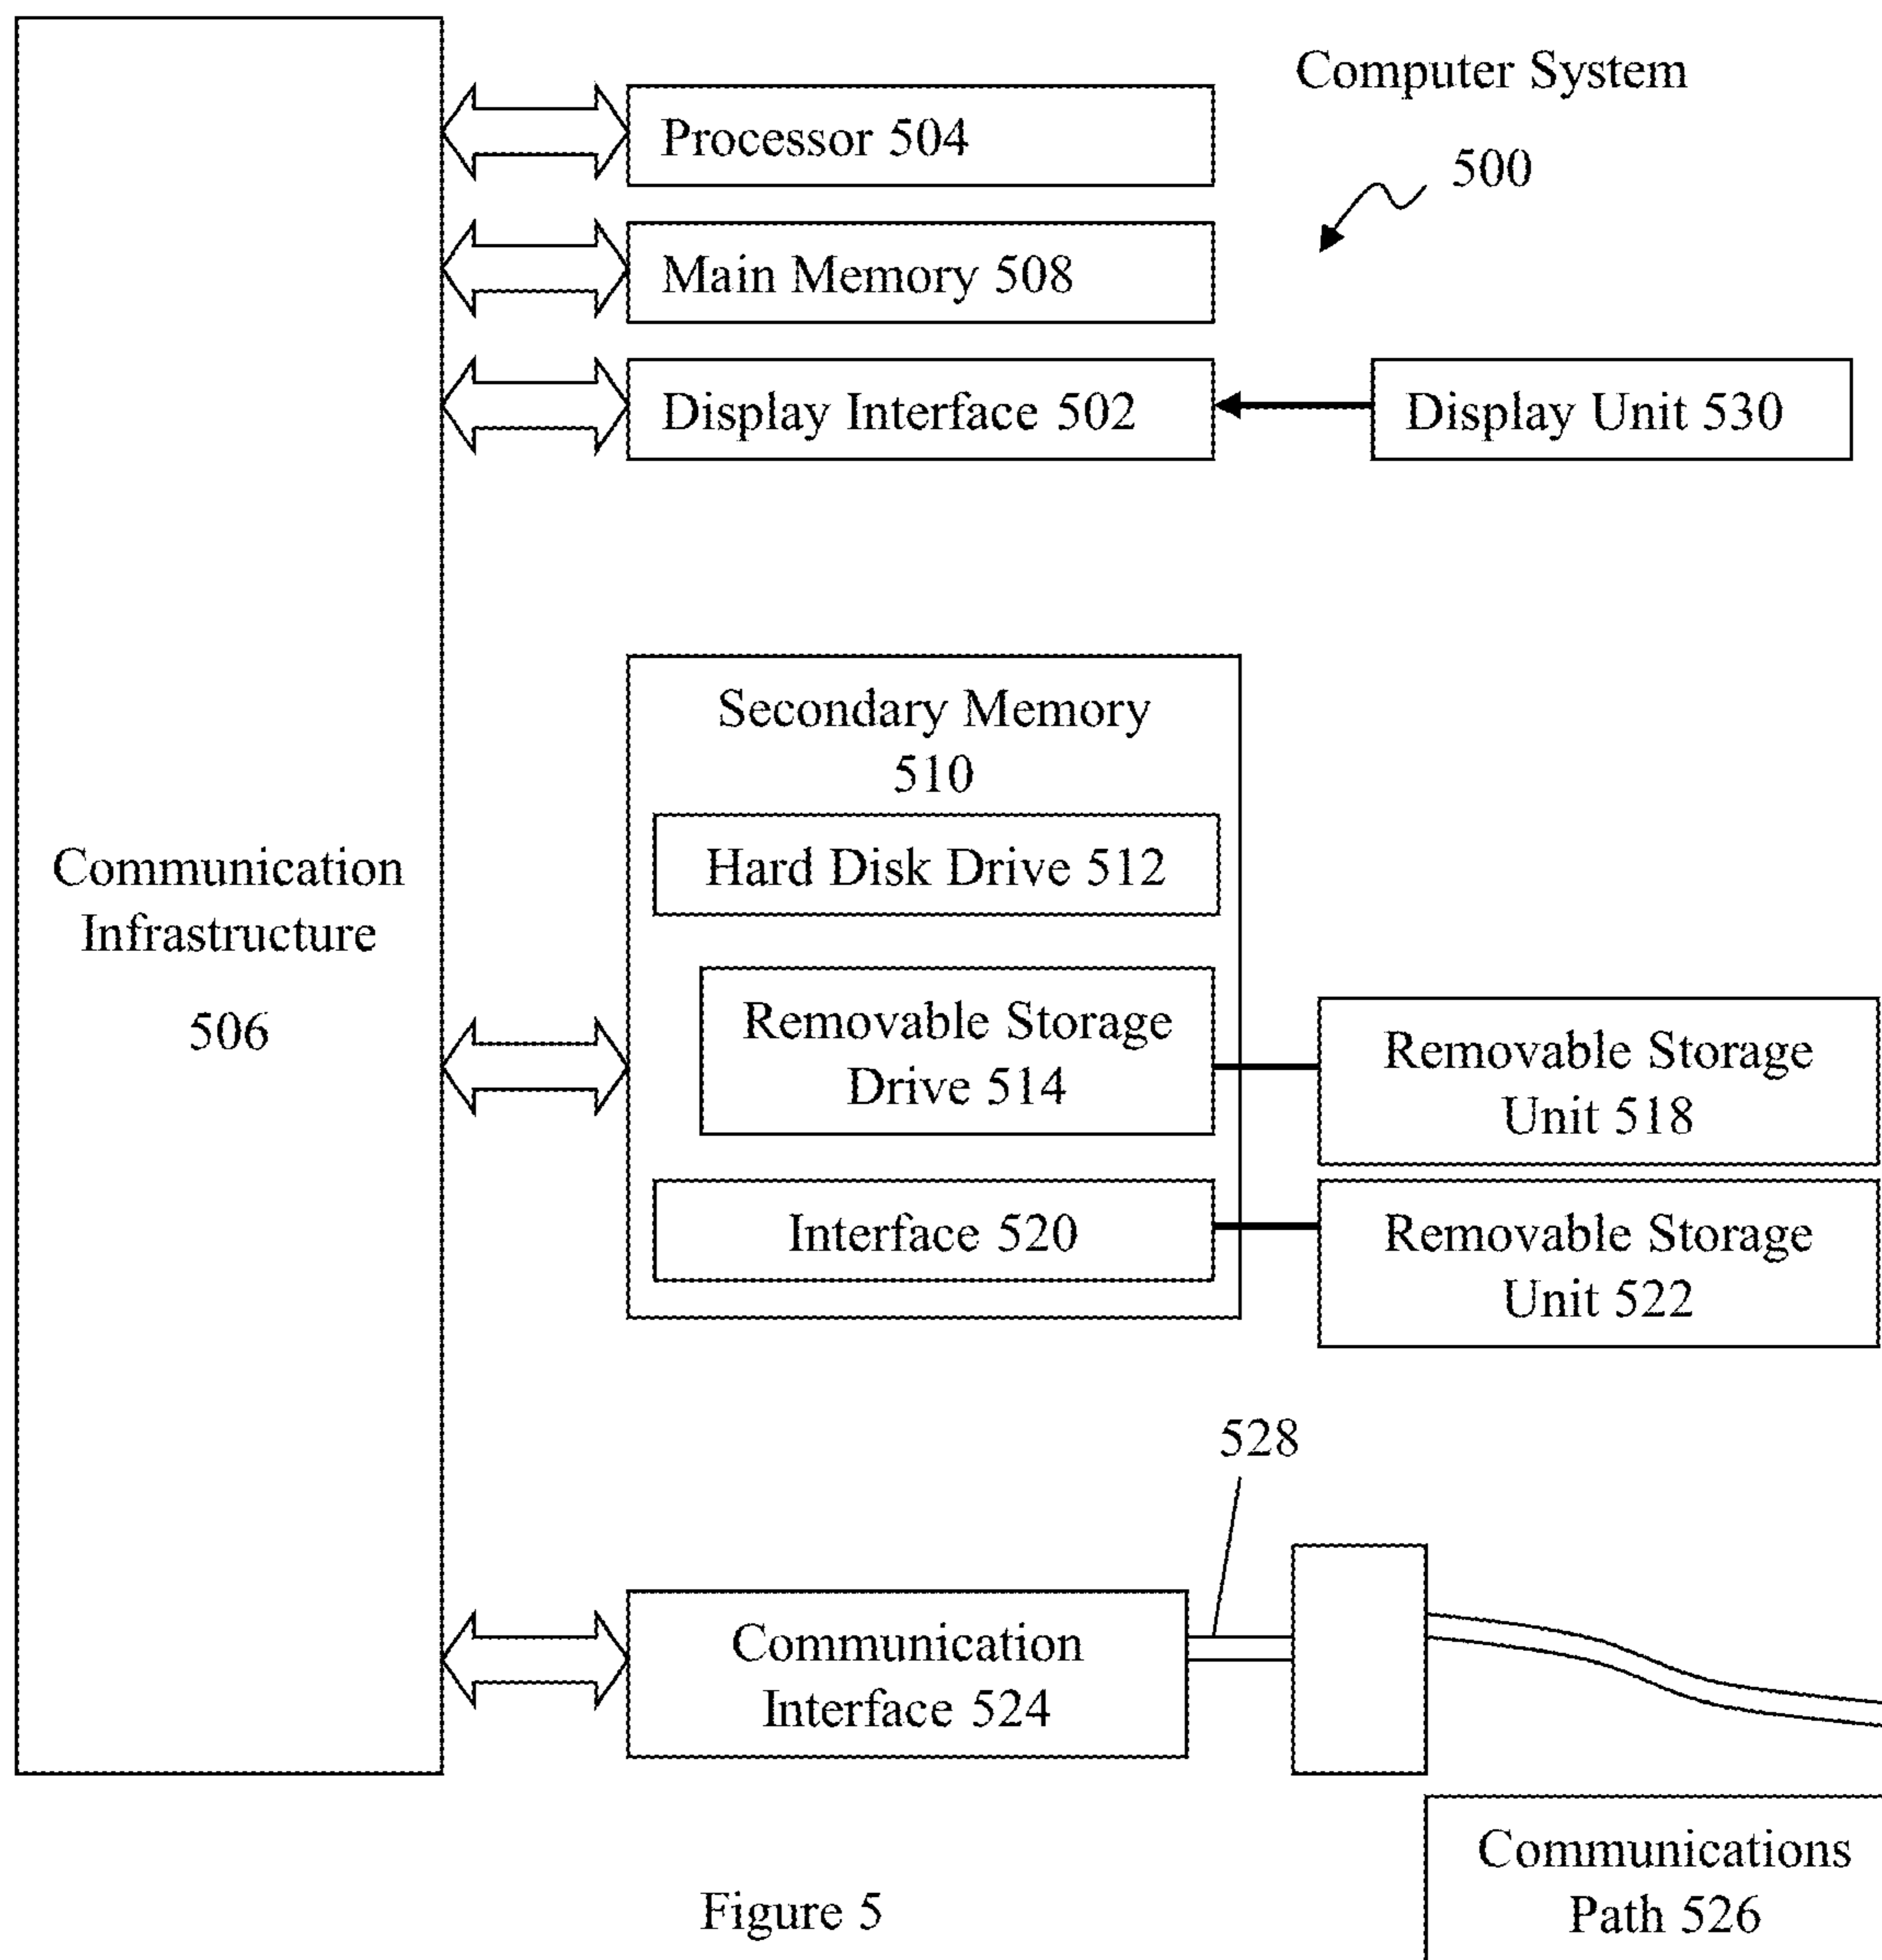 Computer System
500
Processor 504
Main Memory 508
Display Interface 502
Display Unit 530
Communication
Infrastructure
506
Secondary Memory
510
Hard Disk Drive 512
Removable Storage
Drive 514
Removable Storage
Unit 518
Interface 520
Removable Storage
Unit 522
528
Communication
Interface 524
Communications
Path 526
Figure 5